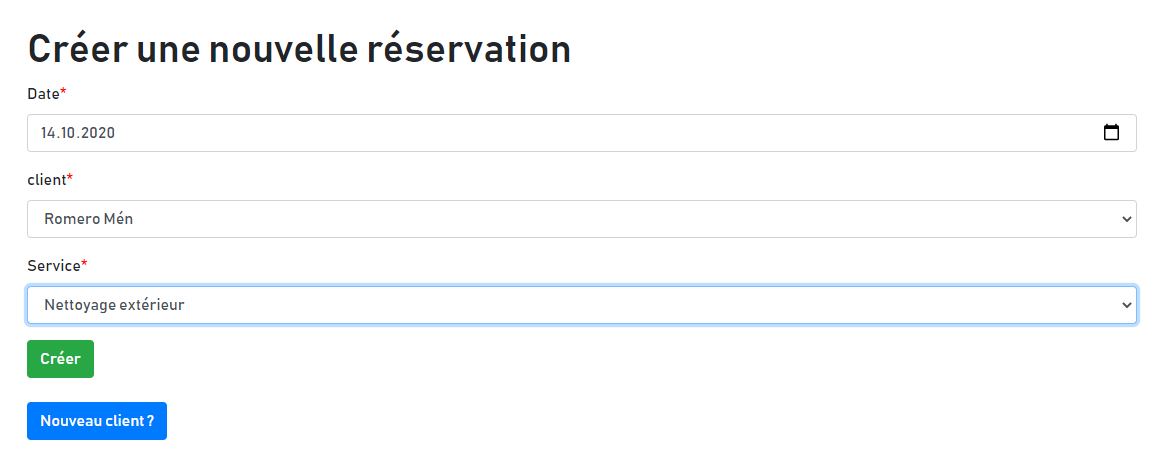 Créer une nouvelle réservation
Date*
14.10.2020
client*
Romero Mén
Service*
Nettoyage extérieur
Créer
Nouveau client ?